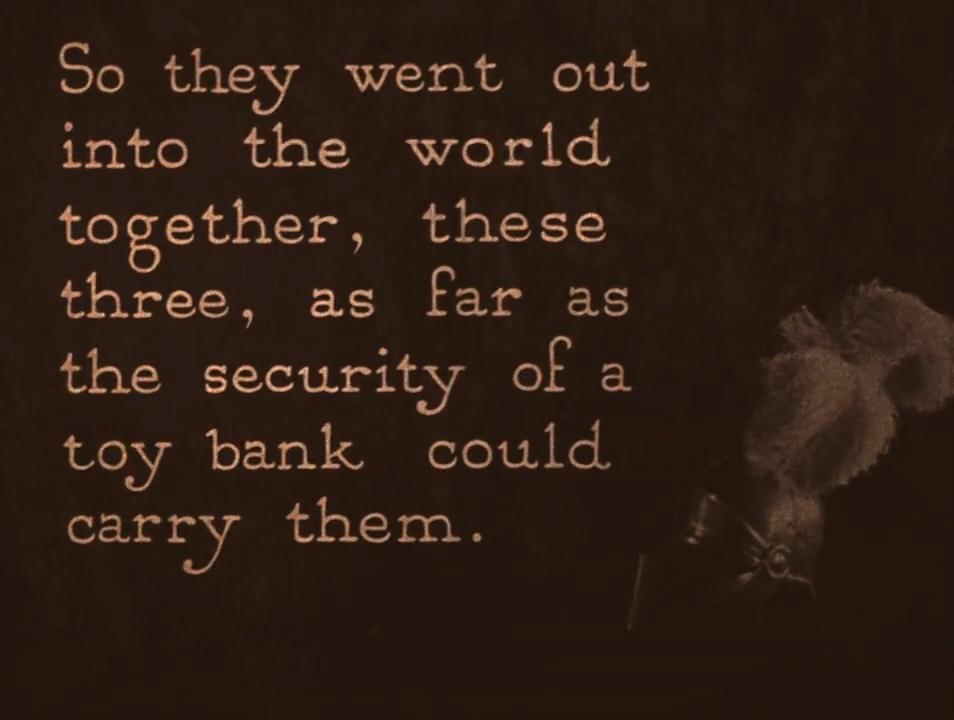 So they went out
into the world
together, these
three, as far as
the security of a
toy bank could
carry them.